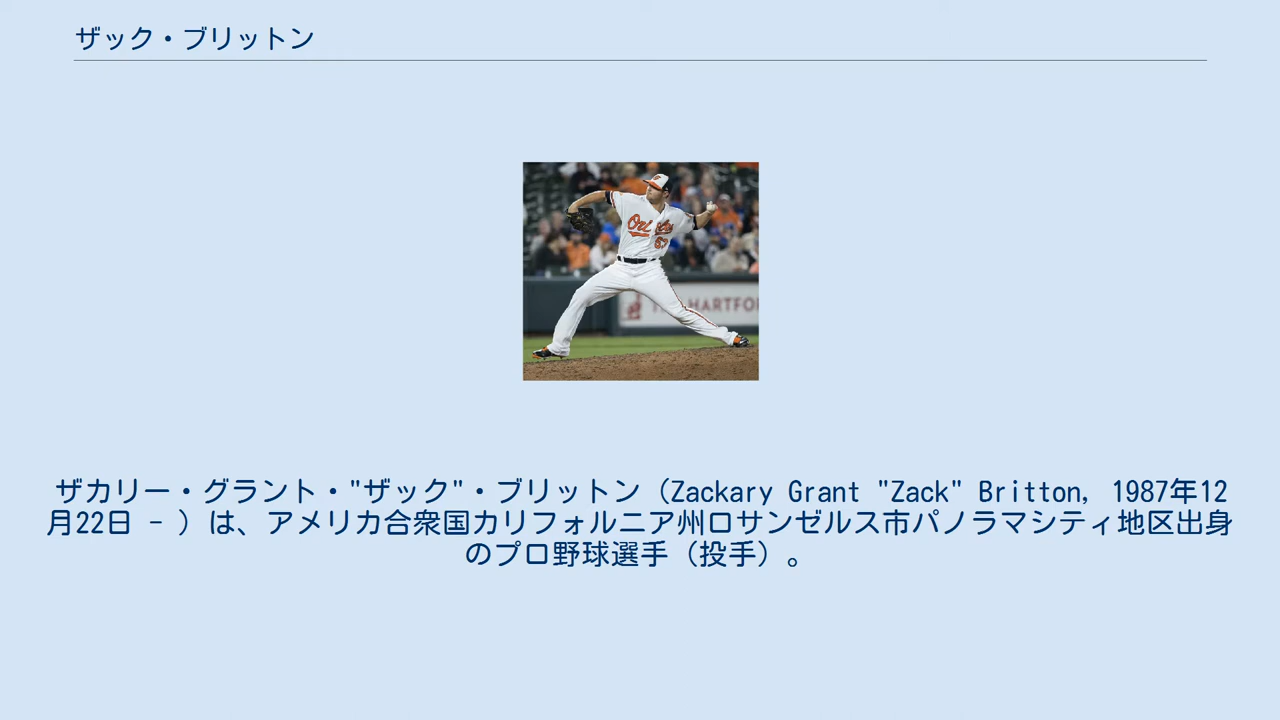 ザック・ブリットン
ザカリー・グラント・"ザック"・ブリットン（Zackary Grant "Zack" Britton, 1987年12
月22日 - ）は、アメリカ合衆国カリフォルニア州ロサンゼルス市パノラマシティ地区出身
のプロ野球選手（投手）。